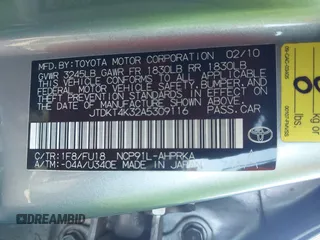 MFD BY: TOYOTA MOTOR CORPORATION 02/10
GVWR 3245LB GAWR FR 1830LB RR 1830LB
THIS VEHICLE CONFORMS TO ALL APPLICABLE
FEDERAL MOTOR VEHICLE SAFETY, BUMPER, AND
THEFT PREVENTION STANDARDS IN EFFECT ON
THE DATE OF MANUFACTURE SHOWN ABOVE.
JTDKT4K32A5309116 PASS.CAR
C/TR:1F8/FU18 NCP91L-AHPRKA
A/TM:-04A/U340E MADE IN JAPAN
TOYOTA
DREAMBID